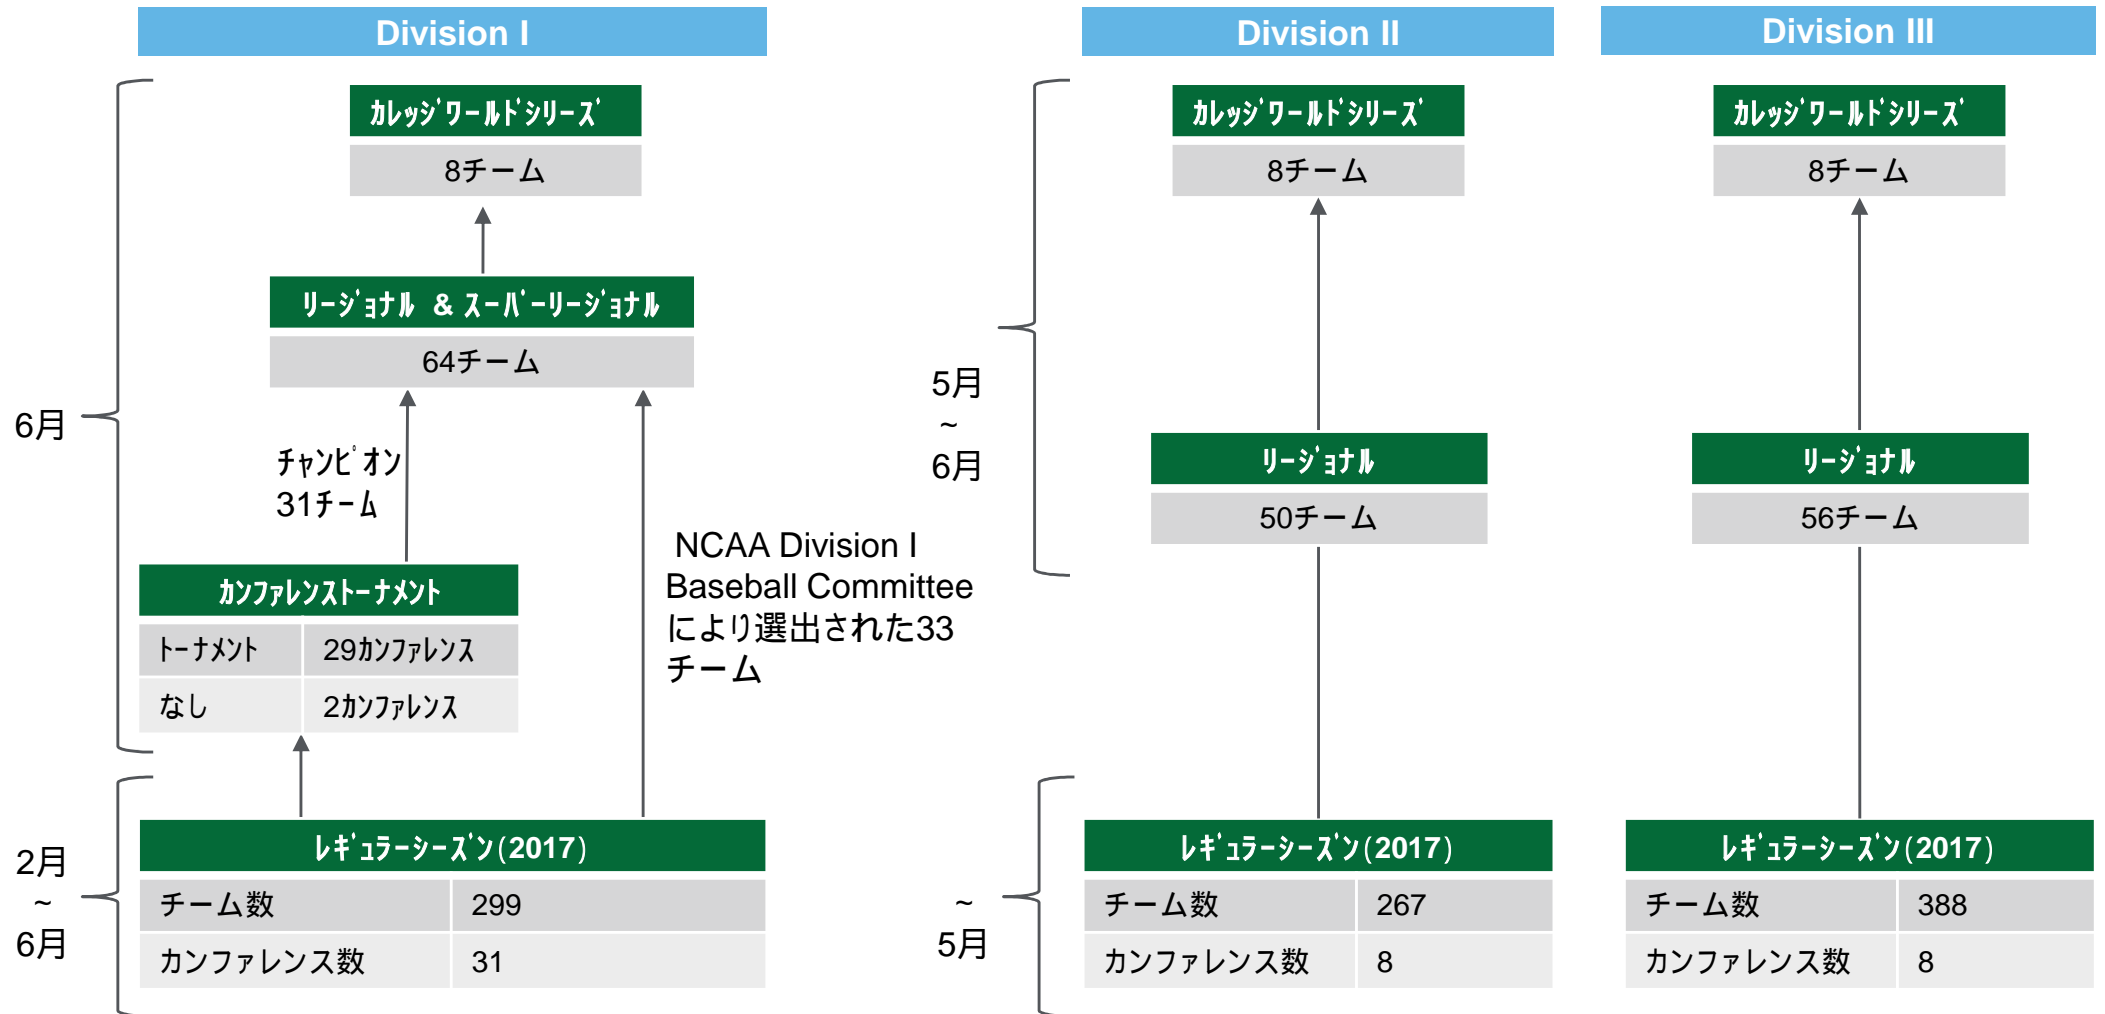 Division I
ｶﾚｯｼﾞﾜｰﾙﾄﾞｼﾘｰｽﾞ
8チーム
ﾘｰｼﾞｮﾅﾙ & ｽｰﾊﾟｰﾘｰｼﾞｮﾅﾙ
64チーム
6月
ﾁｬﾝﾋﾟｵﾝ
31ﾁｰﾑ
NCAA Division I
Baseball Committee
により選出された33
チーム
ｶﾝﾌｧﾚﾝｽﾄｰﾅﾒﾝﾄ
ﾄｰﾅﾒﾝﾄ 29ｶﾝﾌｧﾚﾝｽ
なし 2ｶﾝﾌｧﾚﾝｽ
2月
~
6月
ﾚｷﾞｭﾗｰｼｰｽﾞﾝ(2017)
チーム数 299
カンファレンス数 31
Division II
ｶﾚｯｼﾞﾜｰﾙﾄﾞｼﾘｰｽﾞ
8チーム
5月
~
6月
ﾘｰｼﾞｮﾅﾙ
50チーム
~
5月
ﾚｷﾞｭﾗｰｼｰｽﾞﾝ(2017)
チーム数 267
カンファレンス数 8
Division III
ｶﾚｯｼﾞﾜｰﾙﾄﾞｼﾘｰｽﾞ
8チーム
ﾘｰｼﾞｮﾅﾙ
56チーム
ﾚｷﾞｭﾗｰｼｰｽﾞﾝ(2017)
チーム数 388
カンファレンス数 8